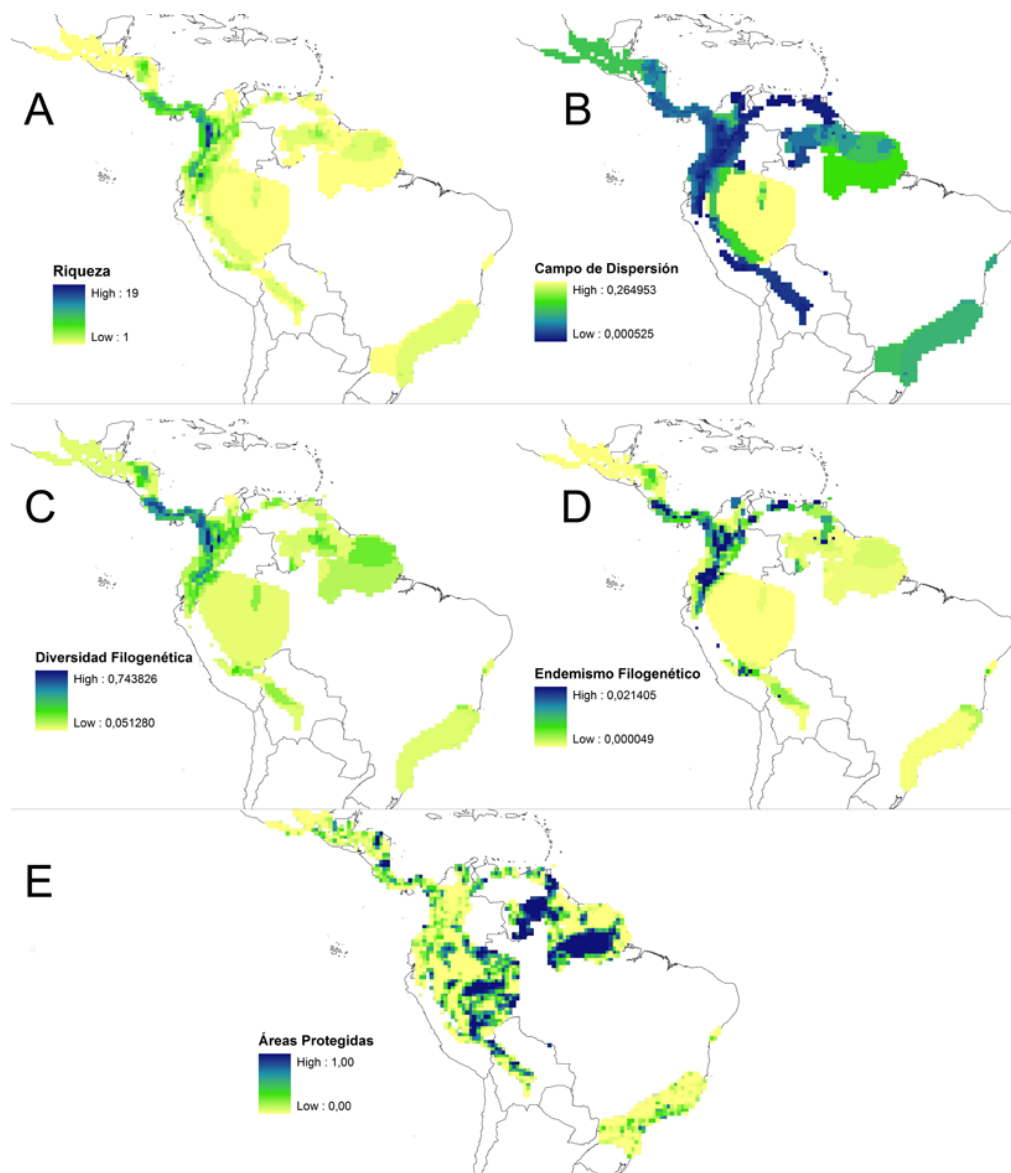 A
Riqueza
High : 19
Low : 1
B
Campo de Dispersión
High : 0,264953
Low : 0,000525
C
Diversidad Filogenética
High : 0,743826
Low : 0,051280
D
Endemismo Filogenético
High : 0,021405
Low : 0,000049
E
Áreas Protegidas
High : 1,00
Low : 0,00